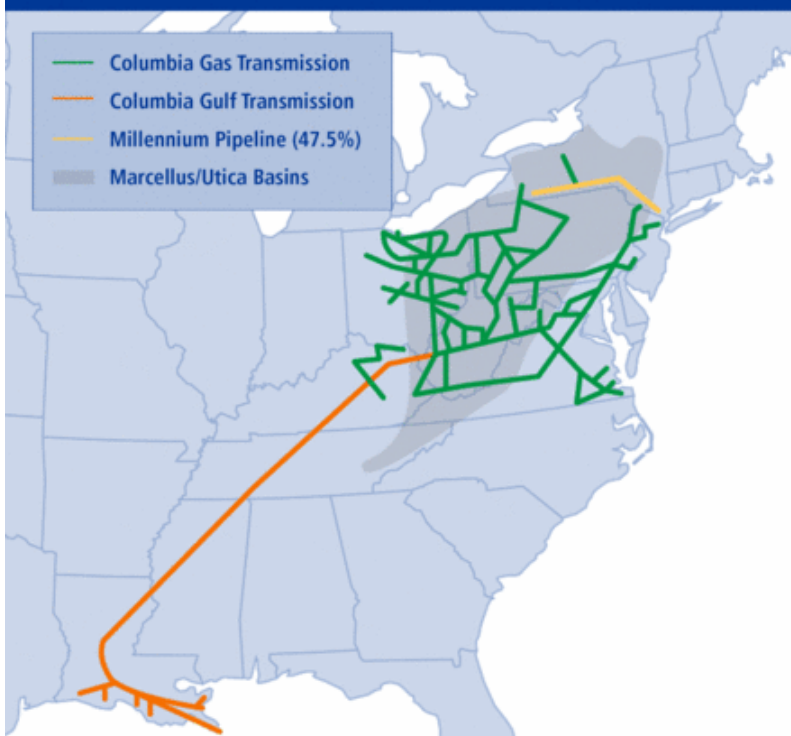 Columbia Gas Transmission
Columbia Gulf Transmission
Millennium Pipeline (47.5%)
Marcellus/Utica Basins